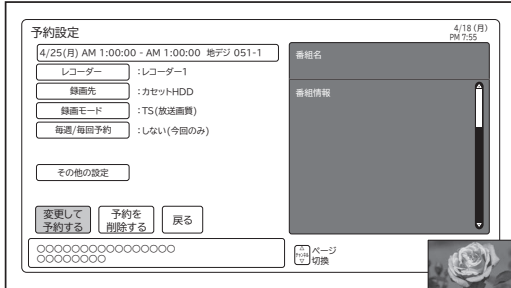 予約設定
4/18 (月)
PM 7:55
4/25(月) AM 1:00:00 - AM 1:00:00 地デジ 051-1
レコーダー :レコーダー1
録画先 :カセットHDD
録画モード :TS(放送画質)
毎週/毎回予約 :しない(今回のみ)
その他の設定
変更して
予約する
予約を
削除する
戻る
番組名
番組情報
○○○○○○○○○○○○○○○○
○○○○○○○○
チャンネル
ページ
切換